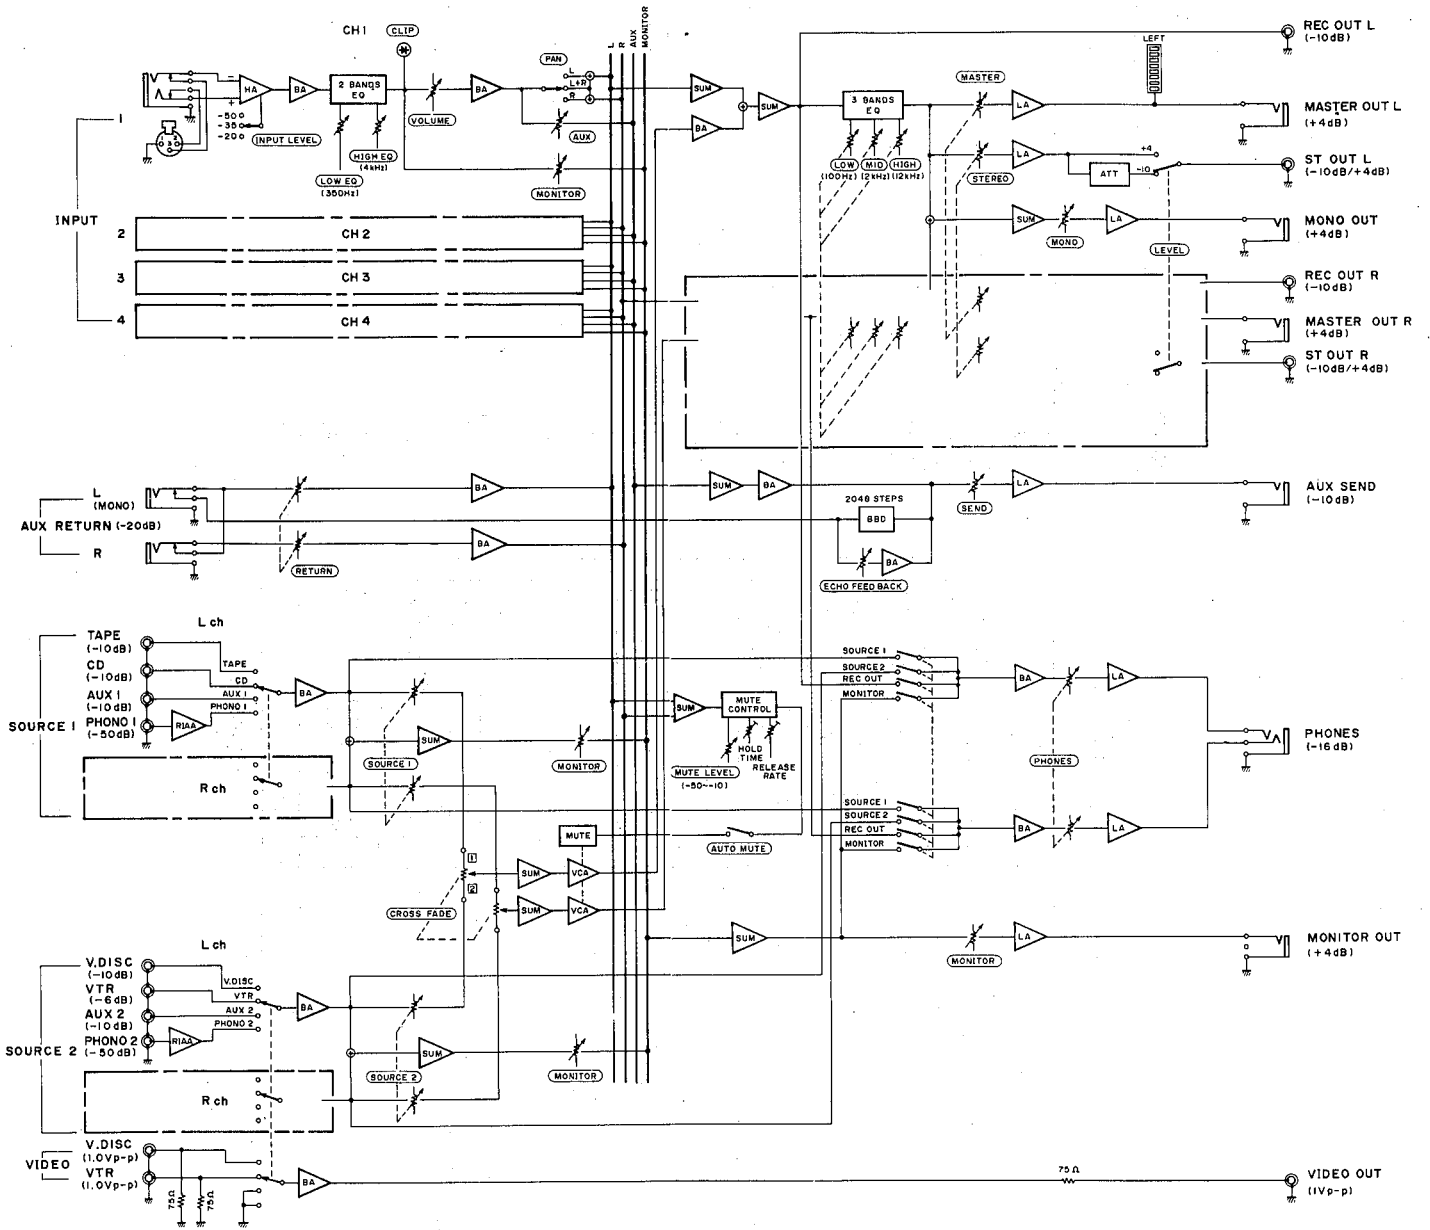 CH1
CLIP
L
R
AUX
MONITOR
REC OUT L
(-10dB)
LEFT
PAN
L
L+R
R
HA
BA
2 BANDS
EQ
BA
SUM
SUM
3 BANDS
EQ
MASTER
LA
MASTER OUT L
(+4dB)
1
-50
-35
-20
INPUT LEVEL
VOLUME
AUX
BA
HIGH EQ
(4kHz)
LOW EQ
(350Hz)
MONITOR
LOW
MID
HIGH
(100Hz)
(2kHz)
(12kHz)
STEREO
LA
+4
-10
ATT
ST OUT L
(-10dB/+4dB)
INPUT
2
CH2
SUM
MONO
LA
LEVEL
MONO OUT
(+4dB)
3
CH3
REC OUT R
(-10dB)
4
CH4
MASTER OUT R
(+4dB)
ST OUT R
(-10dB/+4dB)
L
(MONO)
AUX RETURN (-20dB)
R
BA
BA
RETURN
SUM
BA
2048 STEPS
BBD
BA
ECHO FEED BACK
SEND
LA
AUX SEND
(-10dB)
L ch
TAPE
(-10dB)
CD
(-10dB)
AUX 1
(-10dB)
PHONO 1
(-50dB)
SOURCE 1
RIAA
TAPE
CD
AUX 1
PHONO 1
BA
SUM
SOURCE 1
MONITOR
R ch
SUM
MUTE
CONTROL
HOLD
TIME
MUTE LEVEL
(-50~-10)
RELEASE
RATE
SOURCE 1
SOURCE 2
REC OUT
MONITOR
BA
LA
PHONES
PHONES
(-16dB)
SOURCE 1
SOURCE 2
REC OUT
MONITOR
BA
LA
MUTE
AUTO MUTE
1
2
SUM
VCA
SUM
VCA
CROSS FADE
SUM
MONITOR
LA
MONITOR OUT
(+4dB)
L ch
V.DISC
(-10dB)
VTR
(-6dB)
AUX 2
(-10dB)
PHONO 2
(-50dB)
SOURCE 2
RIAA
V.DISC
VTR
AUX 2
PHONO 2
BA
SUM
SOURCE 2
MONITOR
R ch
V.DISC
(1.0Vp-p)
VIDEO
VTR
(1.0Vp-p)
75Ω
75Ω
BA
75Ω
VIDEO OUT
(1Vp-p)